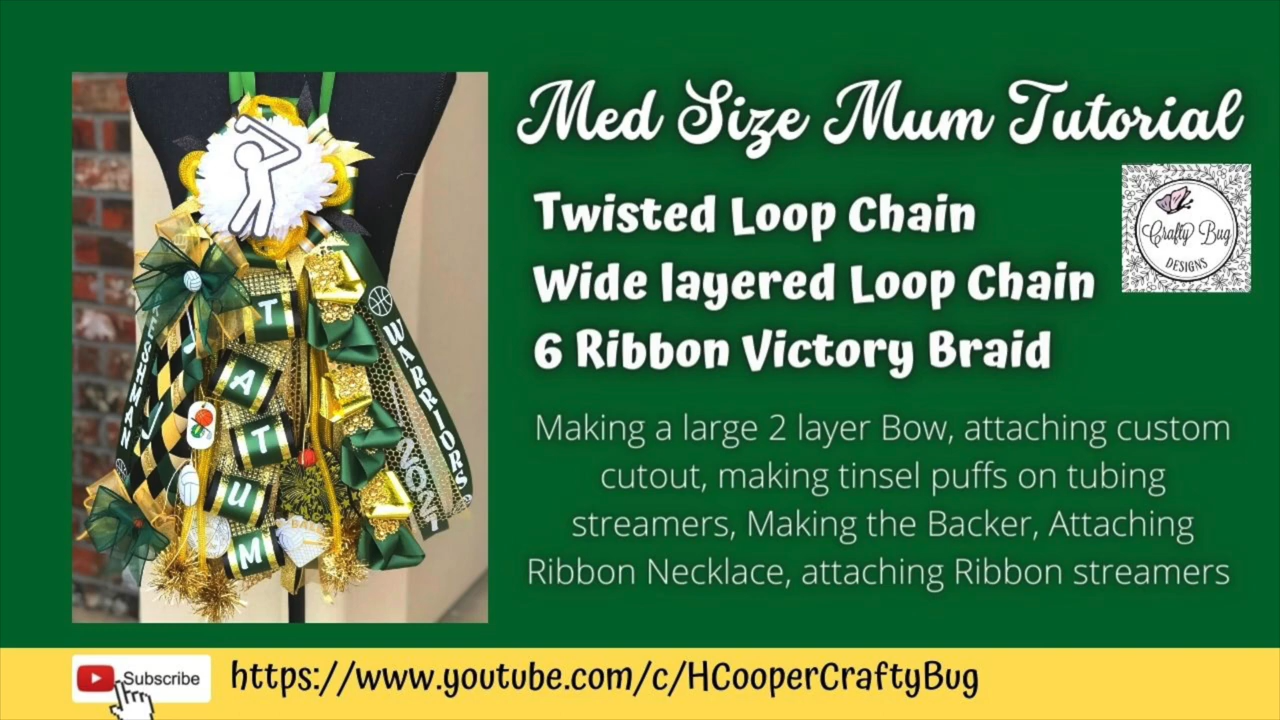 Med Size Mum Tutorial
Twisted Loop Chain
Wide layered Loop Chain
6 Ribbon Victory Braid
Crafty Bug
DESIGNS
Making a large 2 layer Bow, attaching custom
cutout, making tinsel puffs on tubing
streamers, Making the Backer, Attaching
Ribbon Necklace, attaching Ribbon streamers
TATUM
WARRIORS
2021
Subscribe
https://www.youtube.com/c/HCooperCraftyBug